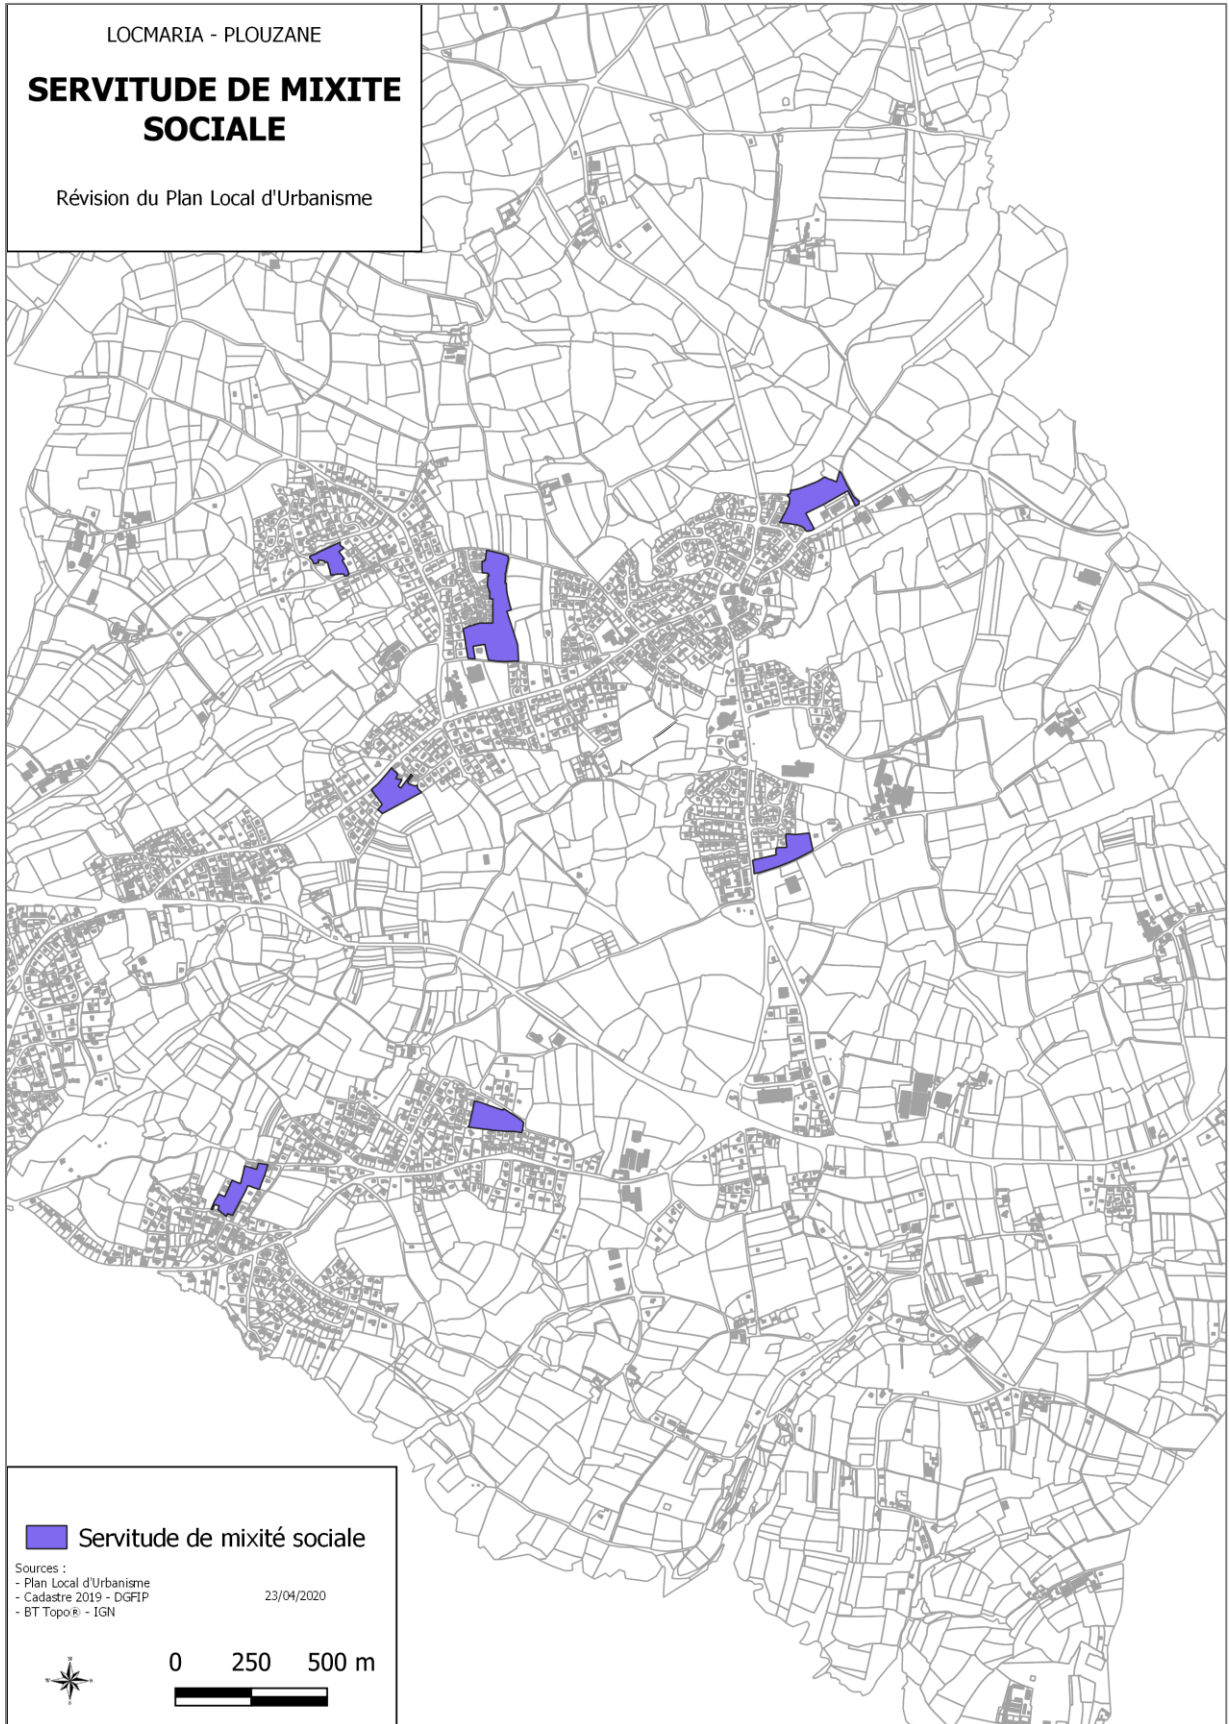 LOCMARIA - PLOUZANE
SERVITUDE DE MIXITE
SOCIALE
Révision du Plan Local d'Urbanisme
Servitude de mixité sociale
Sources :
- Plan Local d'Urbanisme
- Cadastre 2019 - DGFIP
- BT Topo® - IGN
23/04/2020
0 250 500 m